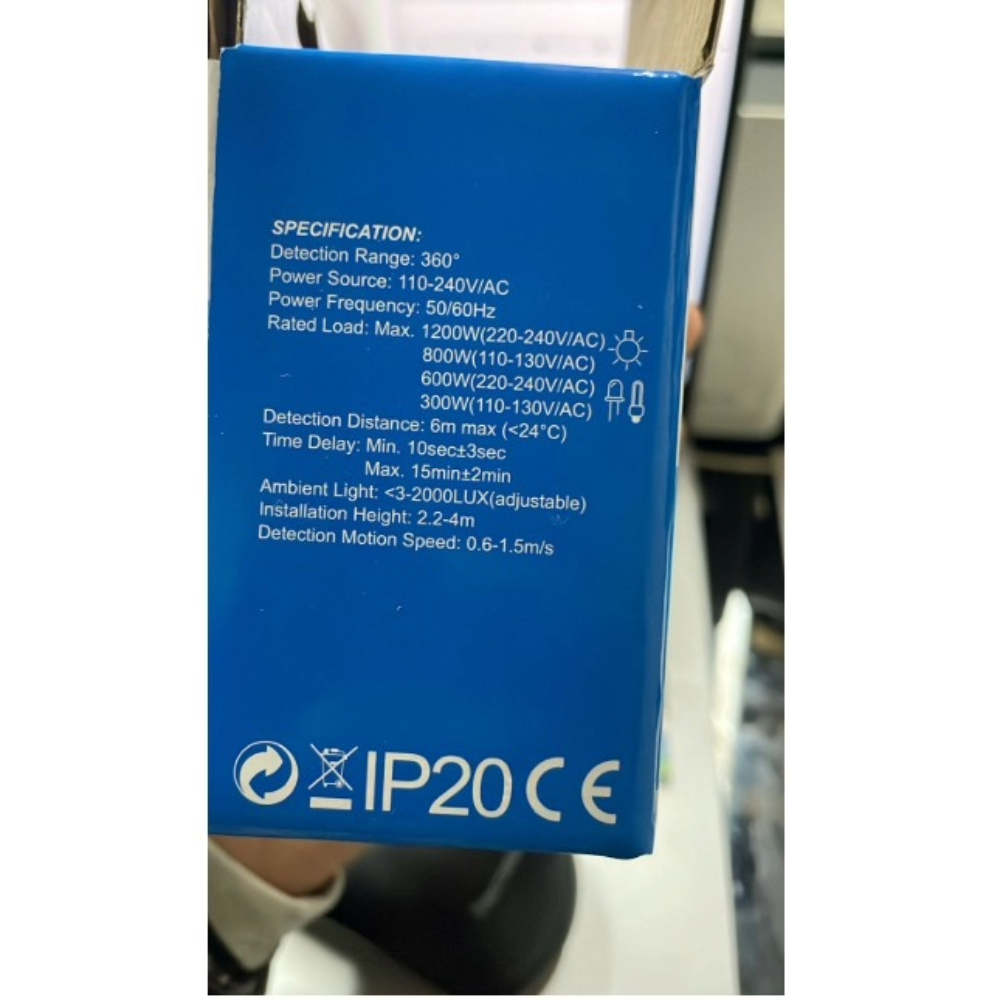 SPECIFICATION:
Detection Range: 360°
Power Source: 110-240V/AC
Power Frequency: 50/60Hz
Rated Load: Max. 1200W(220-240V/AC)
800W(110-130V/AC)
600W(220-240V/AC)
300W(110-130V/AC)
Detection Distance: 6m max (<24°C)
Time Delay: Min. 10sec±3sec
Max. 15min±2min
Ambient Light: <3-2000LUX(adjustable)
Installation Height: 2.2-4m
Detection Motion Speed: 0.6-1.5m/s
IP20 CE